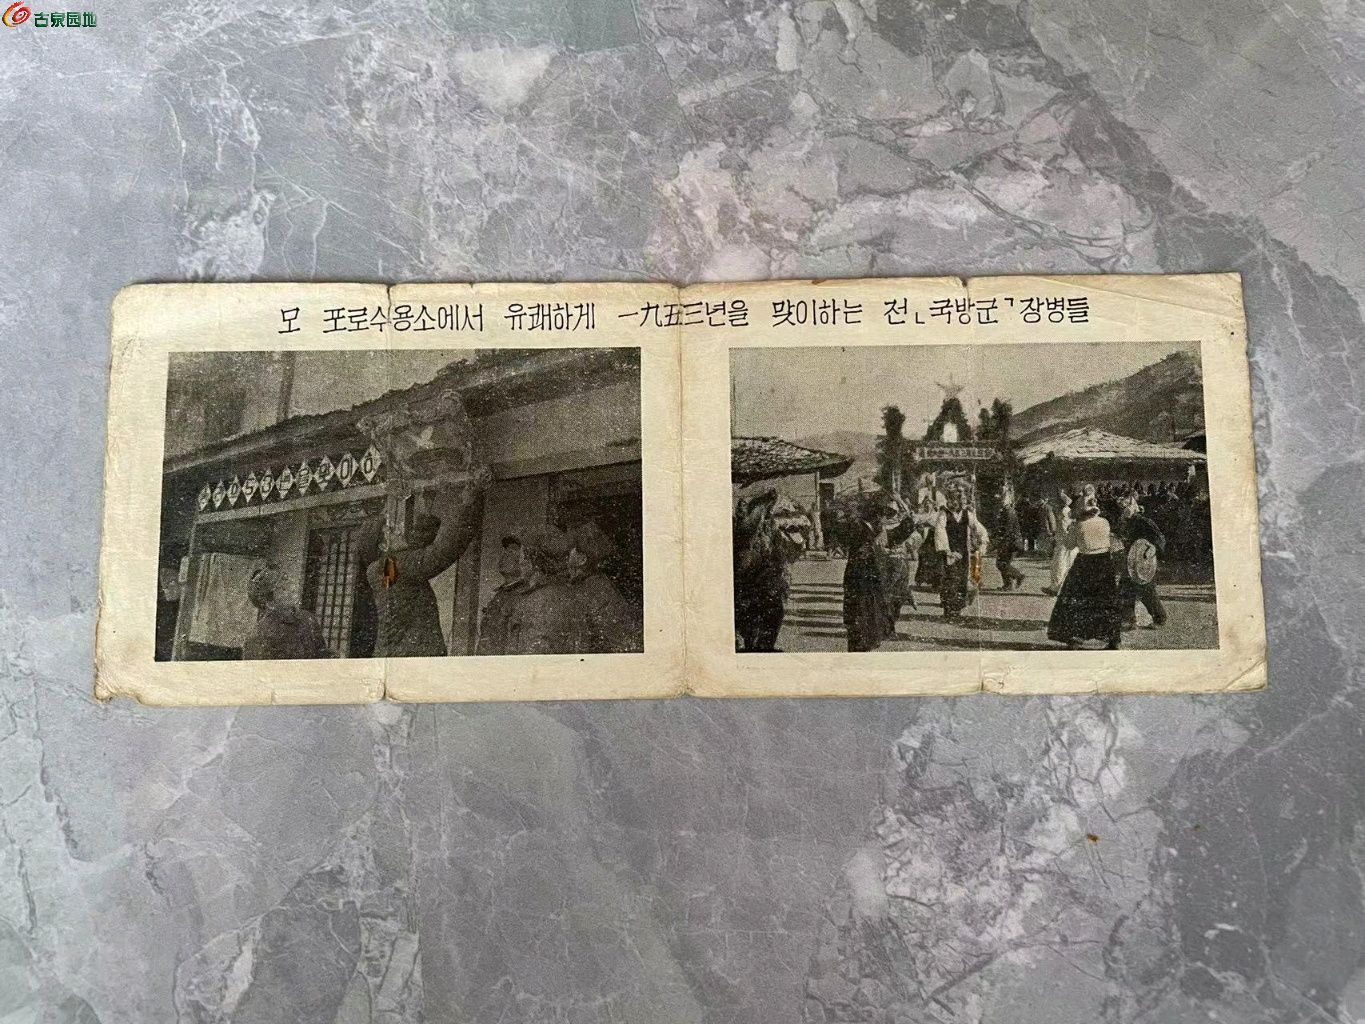 古泉园地
모 포로수용소에서 유쾌하게 一九五三년을 맞이하는 전 「국방군」 장병들